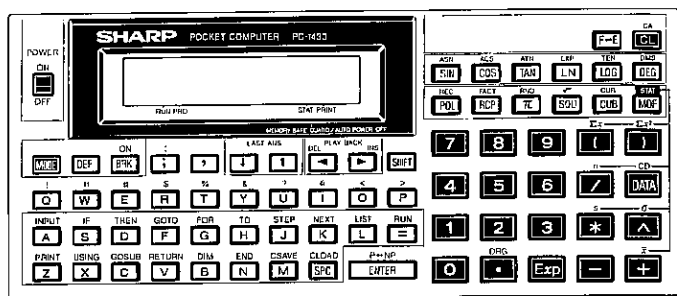 SHARP POCKET COMPUTER PC-1433
RUN PRO STAT PRINT
MEMORY SAFE GUARD / AUTO POWER OFF
POWER
ON
OFF
CA
F↔E CL
ASN ACS ATN EXP TEN DMS
SIN COS TAN LN LOG DEG
REC FACT RND √ CUR STAT
POL RCP π SQU CUB MDF
ON : LAST ANS PLAY BACK
DEL INS
MODE DEF BRK ; , ↓ ↑ ◄ ► SHIFT
! " # $ % ? & < >
Q W E R T Y U I O P
INPUT IF THEN GOTO FOR TO STEP NEXT LIST RUN
A S D F G H J K L =
PRINT USING GOSUB RETURN DIM END CSAVE CLOAD P↔NP
Z X C V B N M SPC ENTER
Σx Σx²
7 8 9 ( )
n CD
4 5 6 / DATA
s σ
1 2 3 * ^
DRG x̄
0 • Exp − +